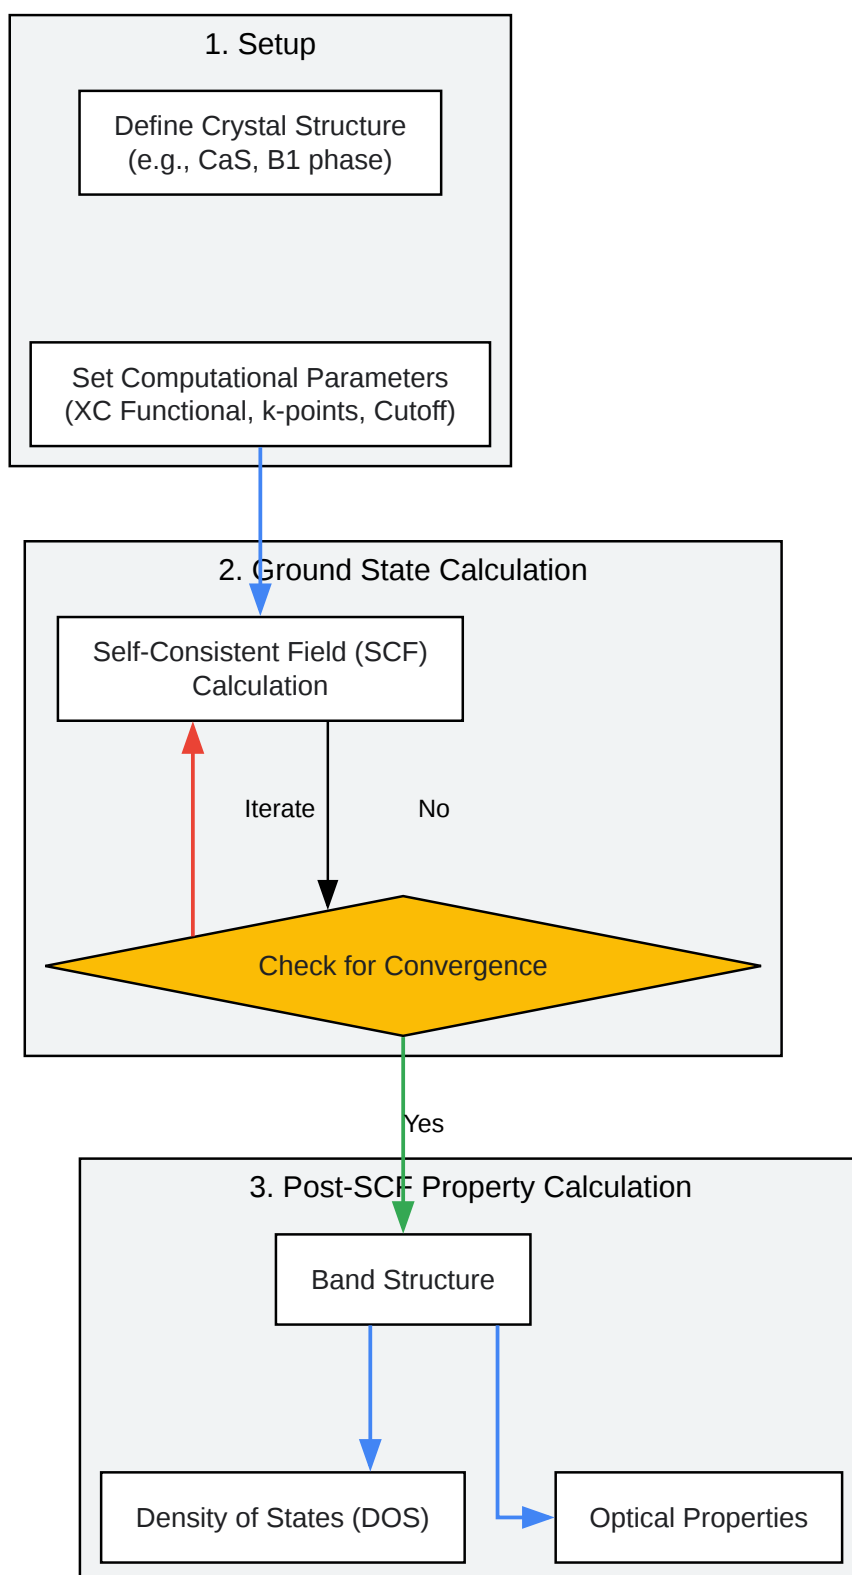 1. Setup
Define Crystal Structure
(e.g., CaS, B1 phase)
Set Computational Parameters
(XC Functional, k-points, Cutoff)
2. Ground State Calculation
Self-Consistent Field (SCF)
Calculation
Iterate
No
Check for Convergence
Yes
3. Post-SCF Property Calculation
Band Structure
Density of States (DOS)
Optical Properties